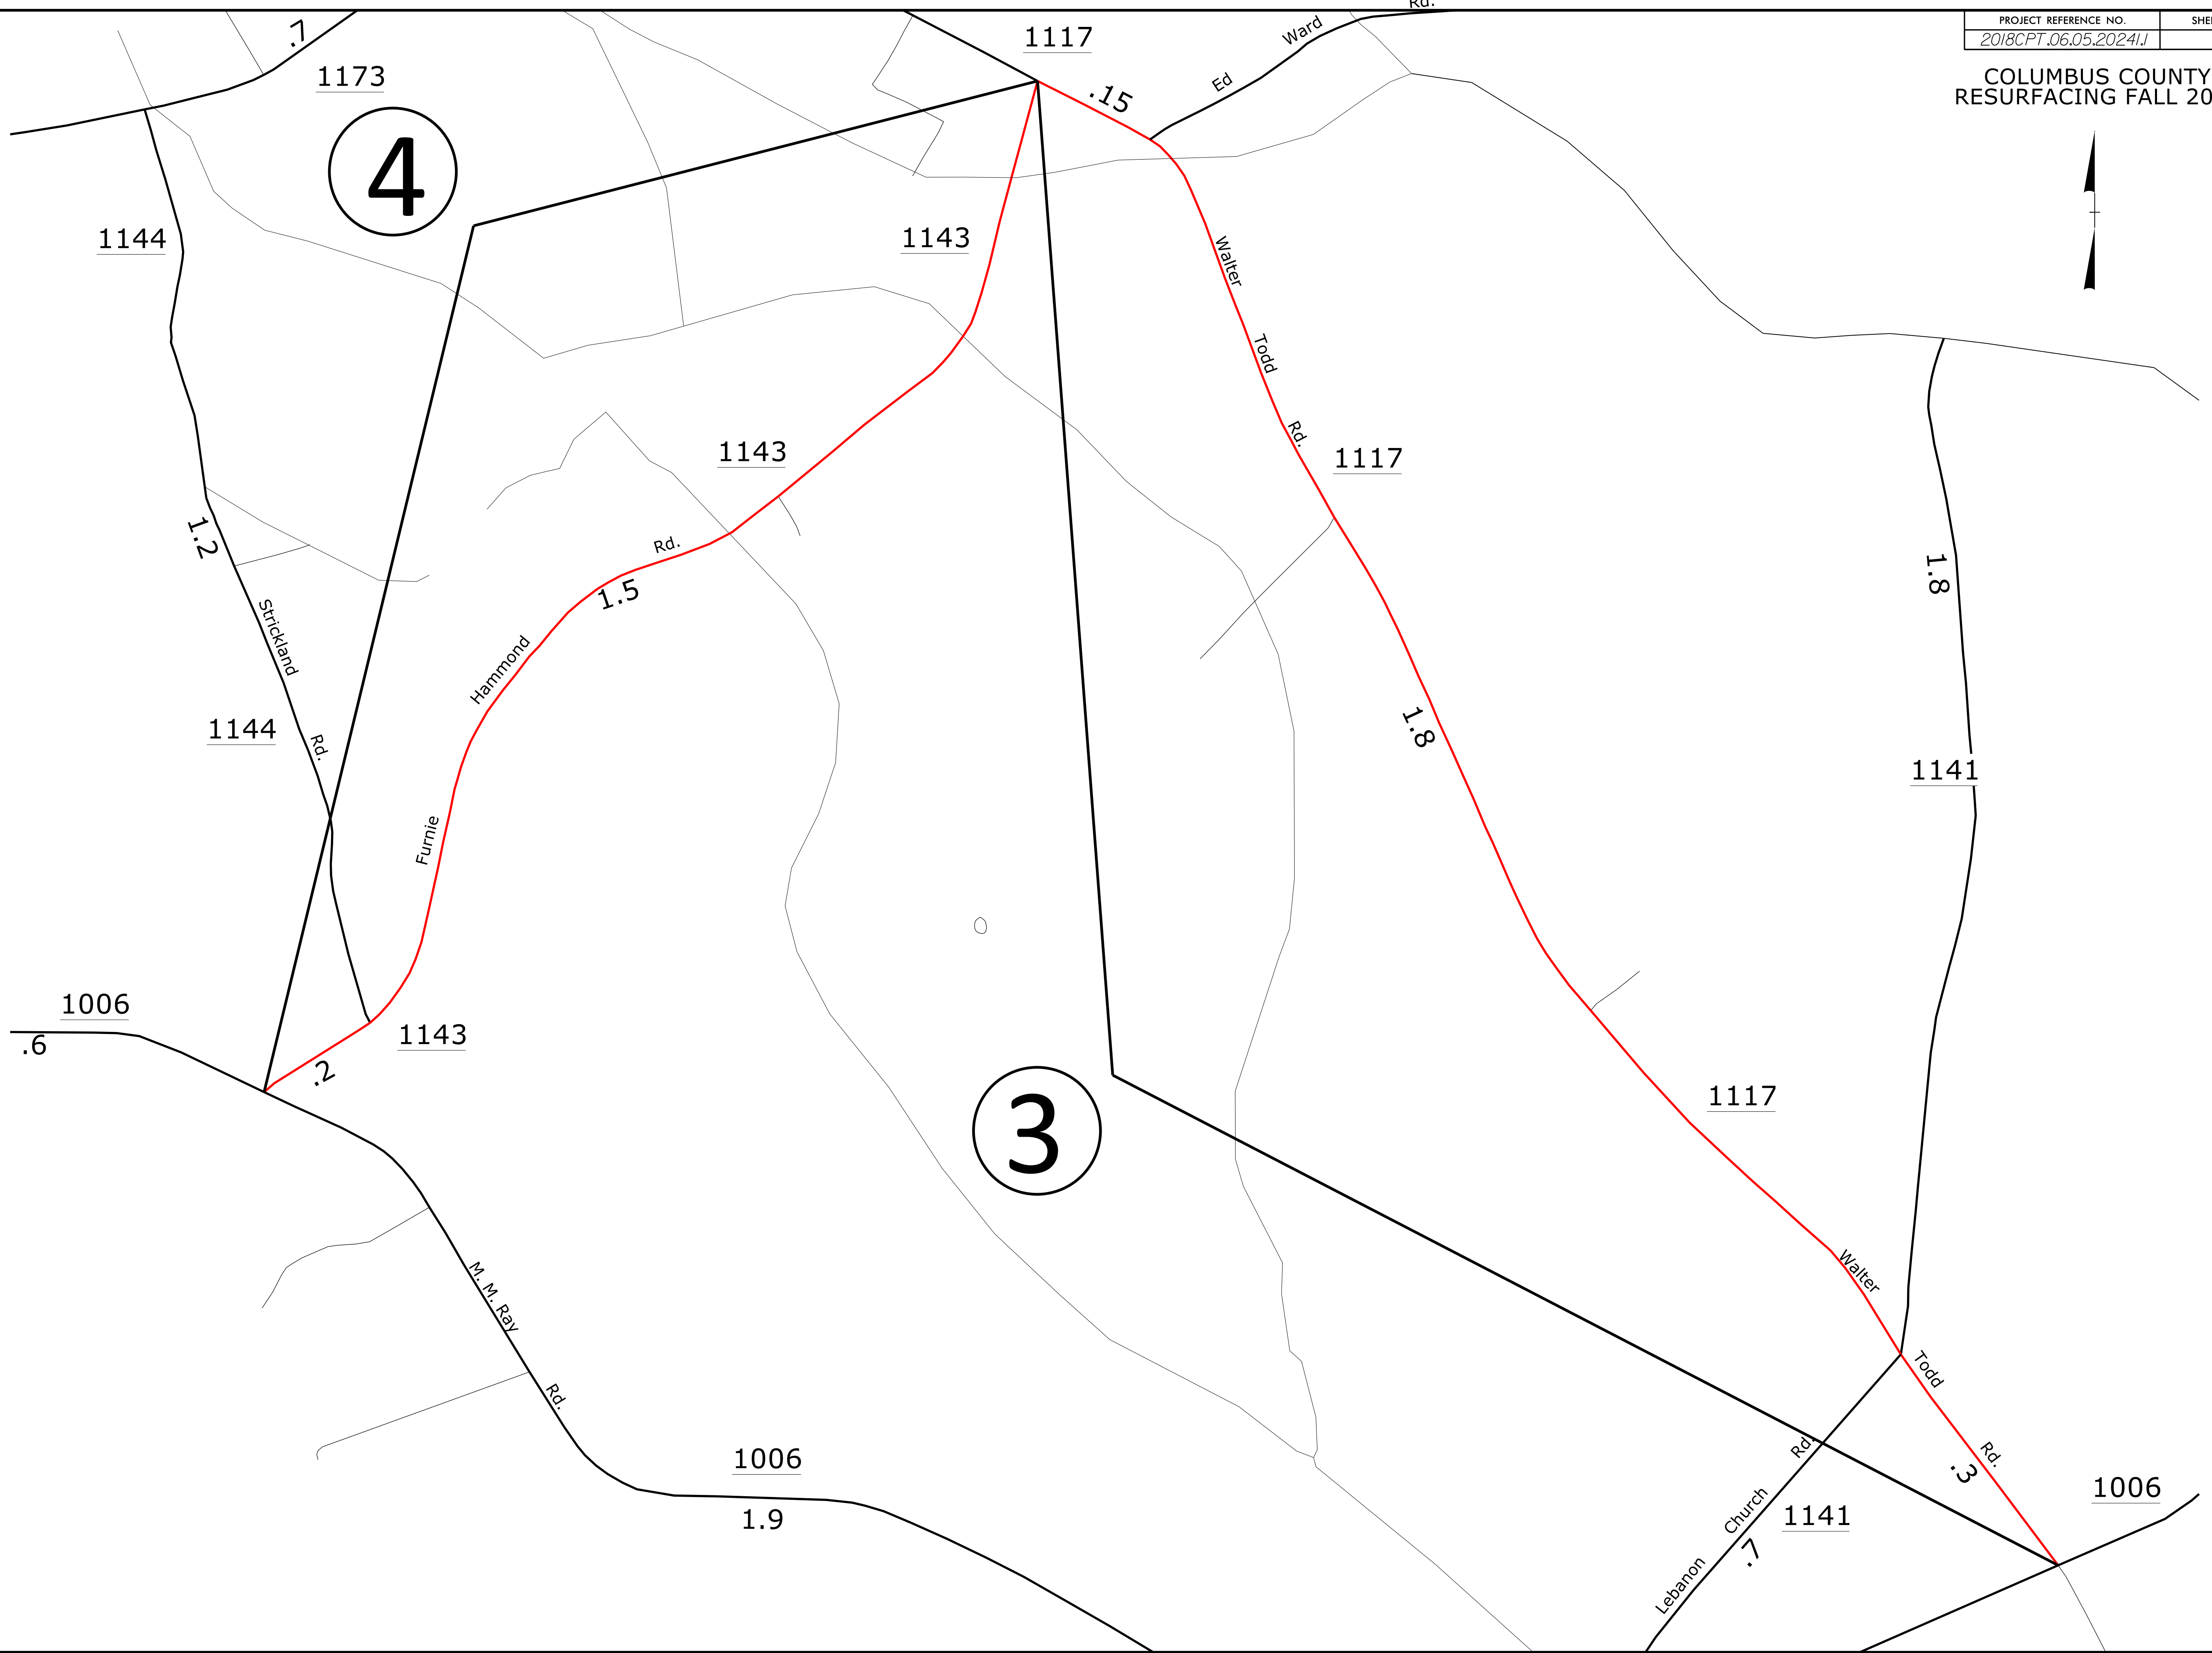 Rd.
PROJECT REFERENCE NO. SHE
2018CPT.06.05.20241.1
COLUMBUS COUNTY
RESURFACING FALL 20
.7
1173
4
1117
.15
Ed Ward
1144
1143
Walter Todd Rd.
1143
1117
1.2
Strickland Rd.
1144
Furnie Hammond Rd.
1.5
1.8
1.8
1141
1006
.6
1143
.2
3
1117
M. M. Ray Rd.
1006
1.9
Walter Todd Rd.
.3
1006
Lebanon Church Rd.
.7
1141